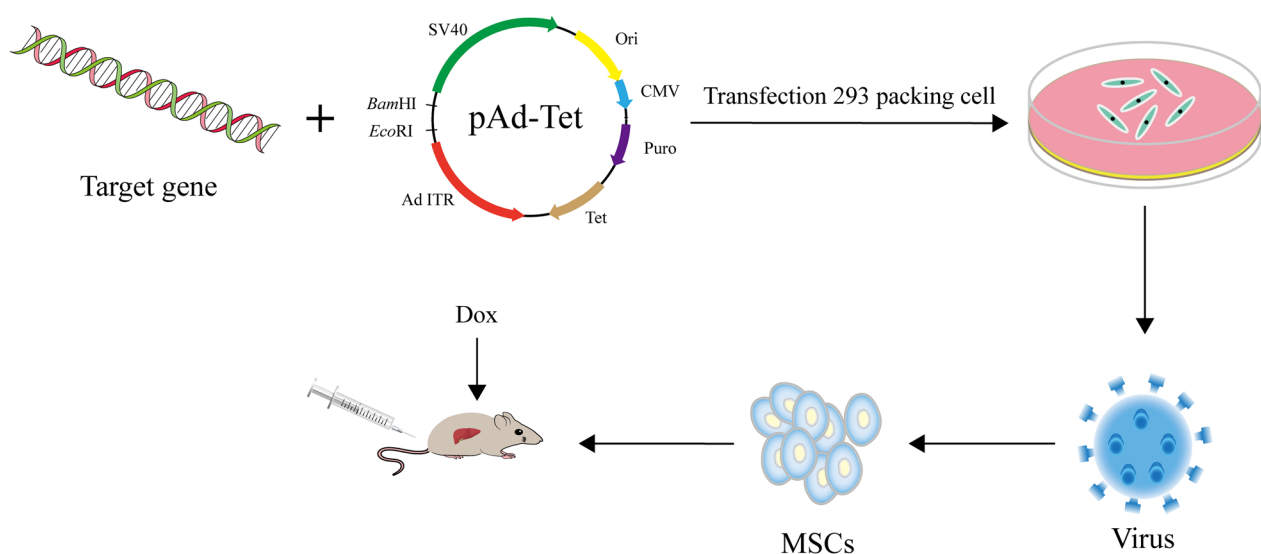 SV40
Ori
CMV
BamHI
EcoRI
pAd-Tet
Puro
Ad ITR
Tet
+
Target gene
Transfection 293 packing cell
Dox
MSCs
Virus